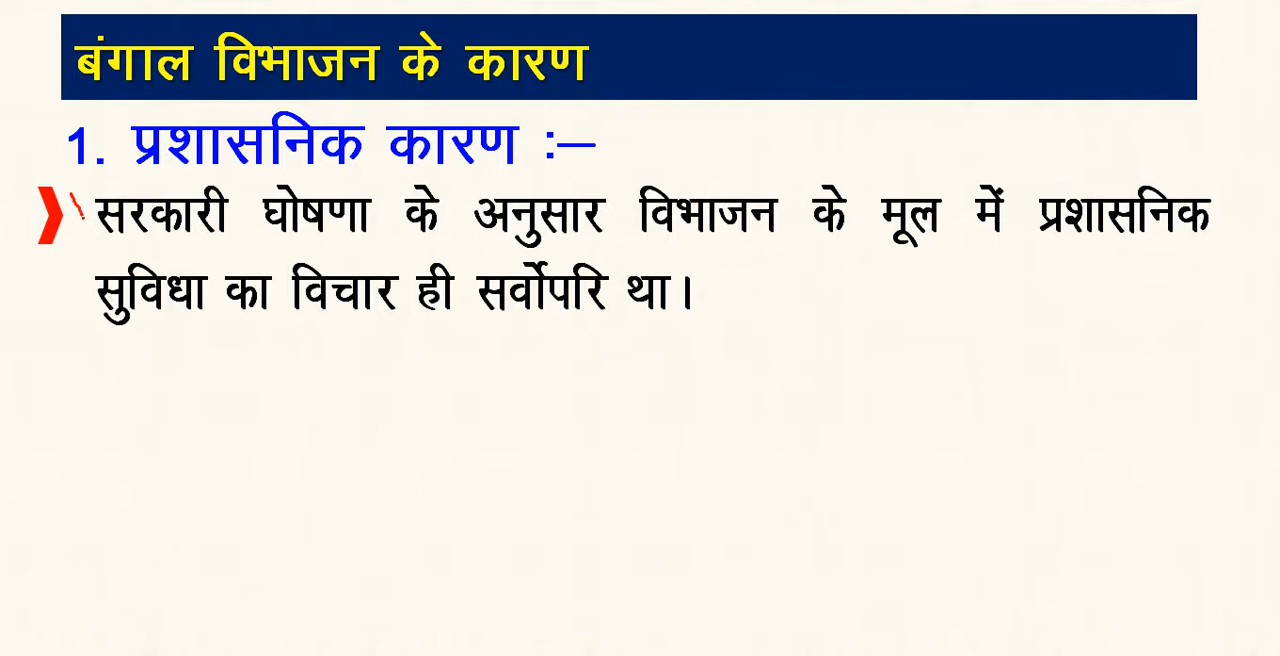 बंगाल विभाजन के कारण
1. प्रशासनिक कारण :–
सरकारी घोषणा के अनुसार विभाजन के मूल में प्रशासनिक
सुविधा का विचार ही सर्वोपरि था।